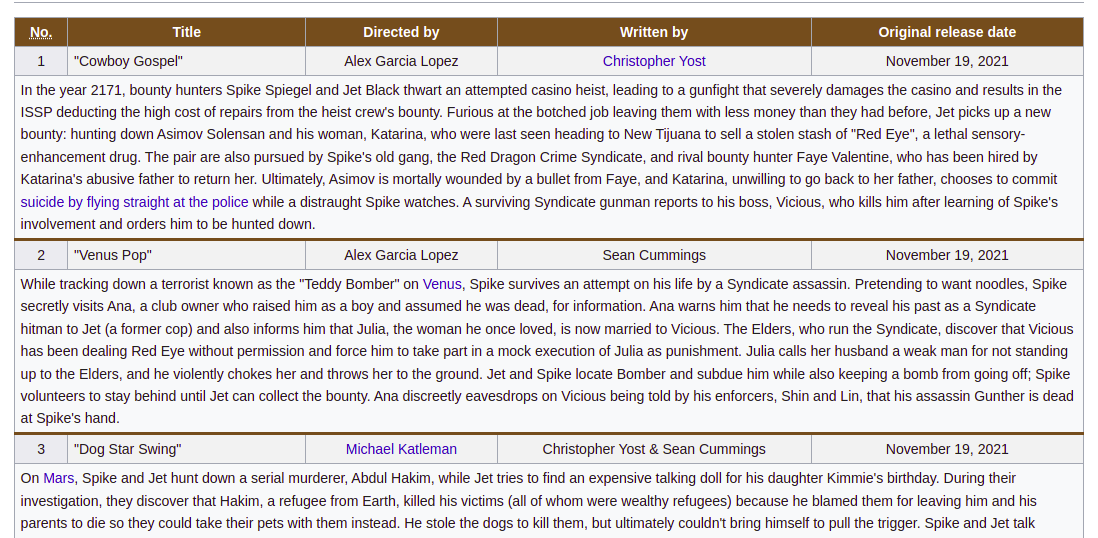 No. Title Directed by Written by Original release date
1 "Cowboy Gospel" Alex Garcia Lopez Christopher Yost November 19, 2021
In the year 2171, bounty hunters Spike Spiegel and Jet Black thwart an attempted casino heist, leading to a gunfight that severely damages the casino and results in the
ISSP deducting the high cost of repairs from the heist crew's bounty. Furious at the botched job leaving them with less money than they had before, Jet picks up a new
bounty: hunting down Asimov Solensan and his woman, Katarina, who were last seen heading to New Tijuana to sell a stolen stash of "Red Eye", a lethal sensory-
enhancement drug. The pair are also pursued by Spike's old gang, the Red Dragon Crime Syndicate, and rival bounty hunter Faye Valentine, who has been hired by
Katarina's abusive father to return her. Ultimately, Asimov is mortally wounded by a bullet from Faye, and Katarina, unwilling to go back to her father, chooses to commit
suicide by flying straight at the police while a distraught Spike watches. A surviving Syndicate gunman reports to his boss, Vicious, who kills him after learning of Spike's
involvement and orders him to be hunted down.
2 "Venus Pop" Alex Garcia Lopez Sean Cummings November 19, 2021
While tracking down a terrorist known as the "Teddy Bomber" on Venus, Spike survives an attempt on his life by a Syndicate assassin. Pretending to want noodles, Spike
secretly visits Ana, a club owner who raised him as a boy and assumed he was dead, for information. Ana warns him that he needs to reveal his past as a Syndicate
hitman to Jet (a former cop) and also informs him that Julia, the woman he once loved, is now married to Vicious. The Elders, who run the Syndicate, discover that Vicious
has been dealing Red Eye without permission and force him to take part in a mock execution of Julia as punishment. Julia calls her husband a weak man for not standing
up to the Elders, and he violently chokes her and throws her to the ground. Jet and Spike locate Bomber and subdue him while also keeping a bomb from going off; Spike
volunteers to stay behind until Jet can collect the bounty. Ana discreetly eavesdrops on Vicious being told by his enforcers, Shin and Lin, that his assassin Gunther is dead
at Spike's hand.
3 "Dog Star Swing" Michael Katleman Christopher Yost & Sean Cummings November 19, 2021
On Mars, Spike and Jet hunt down a serial murderer, Abdul Hakim, while Jet tries to find an expensive talking doll for his daughter Kimmie's birthday. During their
investigation, they discover that Hakim, a refugee from Earth, killed his victims (all of whom were wealthy refugees) because he blamed them for leaving him and his
parents to die so they could take their pets with them instead. He stole the dogs to kill them, but ultimately couldn't bring himself to pull the trigger. Spike and Jet talk